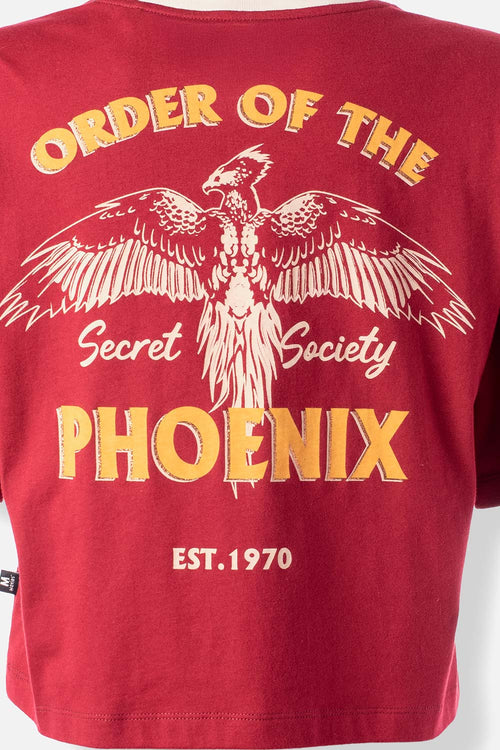 ORDER OF THE
Secret Society
PHOENIX
EST.1970
M